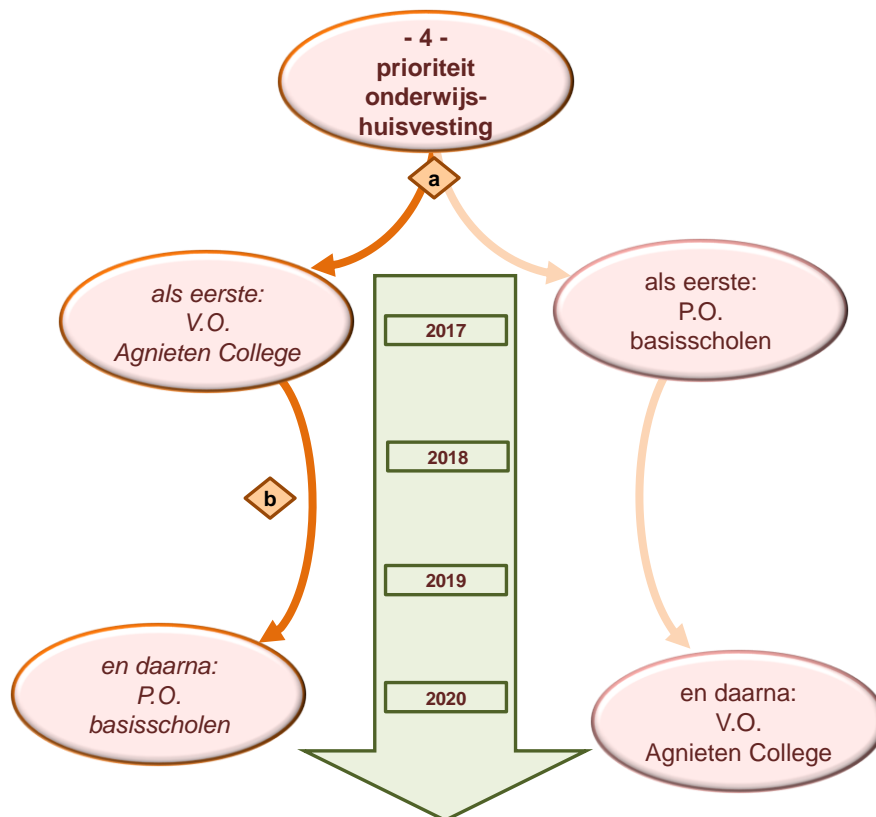 - 4 -
prioriteit
onderwijs-
huisvesting
a
als eerste:
V.O.
Agnieten College
als eerste:
P.O.
basisscholen
2017
2018
b
2019
2020
en daarna:
P.O.
basisscholen
en daarna:
V.O.
Agnieten College